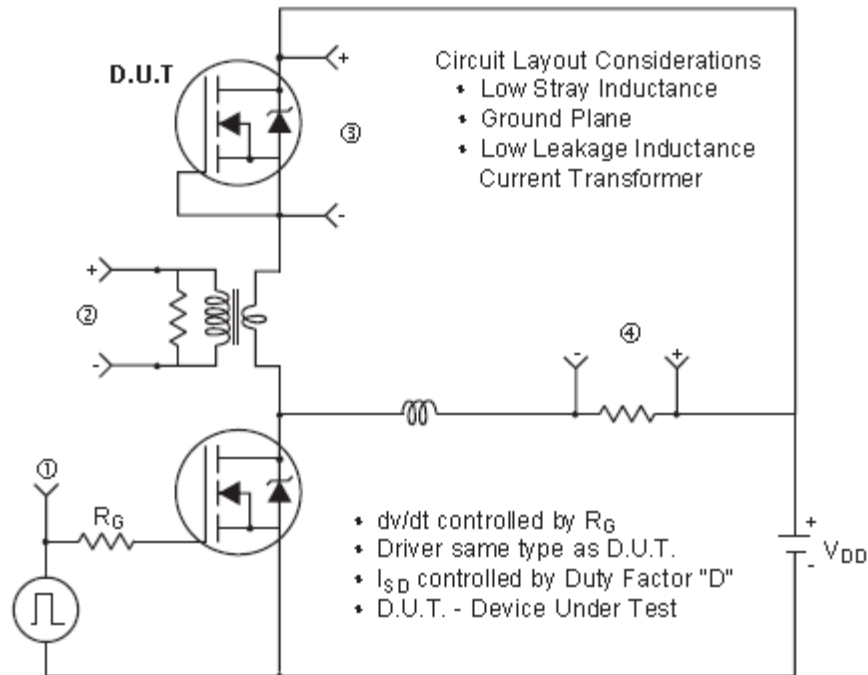 D.U.T
+
③
-
Circuit Layout Considerations
• Low Stray Inductance
• Ground Plane
• Low Leakage Inductance
Current Transformer
+
②
-
④
-
+
①
R_G
• dv/dt controlled by R_G
• Driver same type as D.U.T.
• I_SD controlled by Duty Factor "D"
• D.U.T. - Device Under Test
+
V_DD
-